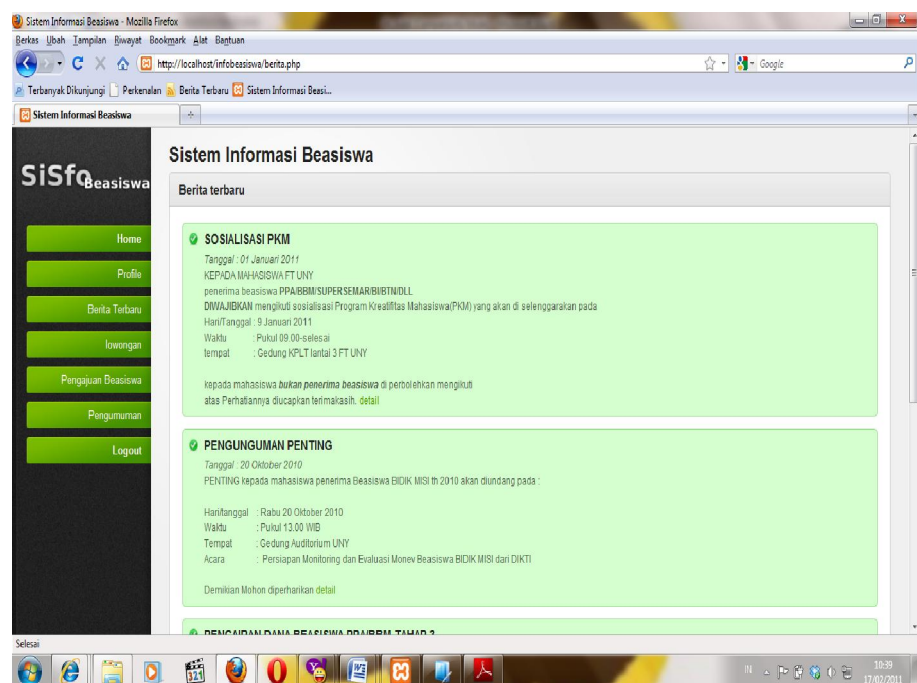 Sistem Informasi Beasiswa - Mozilla Firefox
Berkas Ubah Tampilan Riwayat Bookmark Alat Bantuan
http://localhost/infobeasiswa/berita.php
Google
Terbanyak Dikunjungi Perkenalan Berita Terbaru Sistem Informasi Beasi...
Sistem Informasi Beasiswa
SiSfo Beasiswa
Home
Profile
Berita Terbaru
lowongan
Pengajuan Beasiswa
Pengumuman
Logout
Sistem Informasi Beasiswa
Berita terbaru
SOSIALISASI PKM
Tanggal : 01 Januari 2011
KEPADA MAHASISWA FT UNY
penerima beasiswa PPA/BBM/SUPERSEMAR/BI/BTN/DLL
DIWAJIBKAN mengikuti sosialisasi Program Kreatifitas Mahasiswa(PKM) yang akan di selenggarakan pada
Hari/Tanggal : 9 Januari 2011
Waktu : Pukul 09.00-selesai
tempat : Gedung KPLT lantai 3 FT UNY
kepada mahasiswa bukan penerima beasiswa di perbolehkan mengikuti
atas Perhatiannya diucapkan terimakasih. detail
PENGUNGUMAN PENTING
Tanggal : 20 Oktober 2010
PENTING kepada mahasiswa penerima Beasiswa BIDIK MISI th 2010 akan diundang pada :
Hari/tanggal : Rabu 20 Oktober 2010
Waktu : Pukul 13.00 WIB
Tempat : Gedung Auditorium UNY
Acara : Persiapan Monitoring dan Evaluasi Monev Beasiswa BIDIK MISI dari DIKTI
Demikian Mohon diperharikan detail
PENCAIRAN DANA BEASISWA PPA/BBM TAHAP 2
Selesai
IN
10:39
17/02/2011